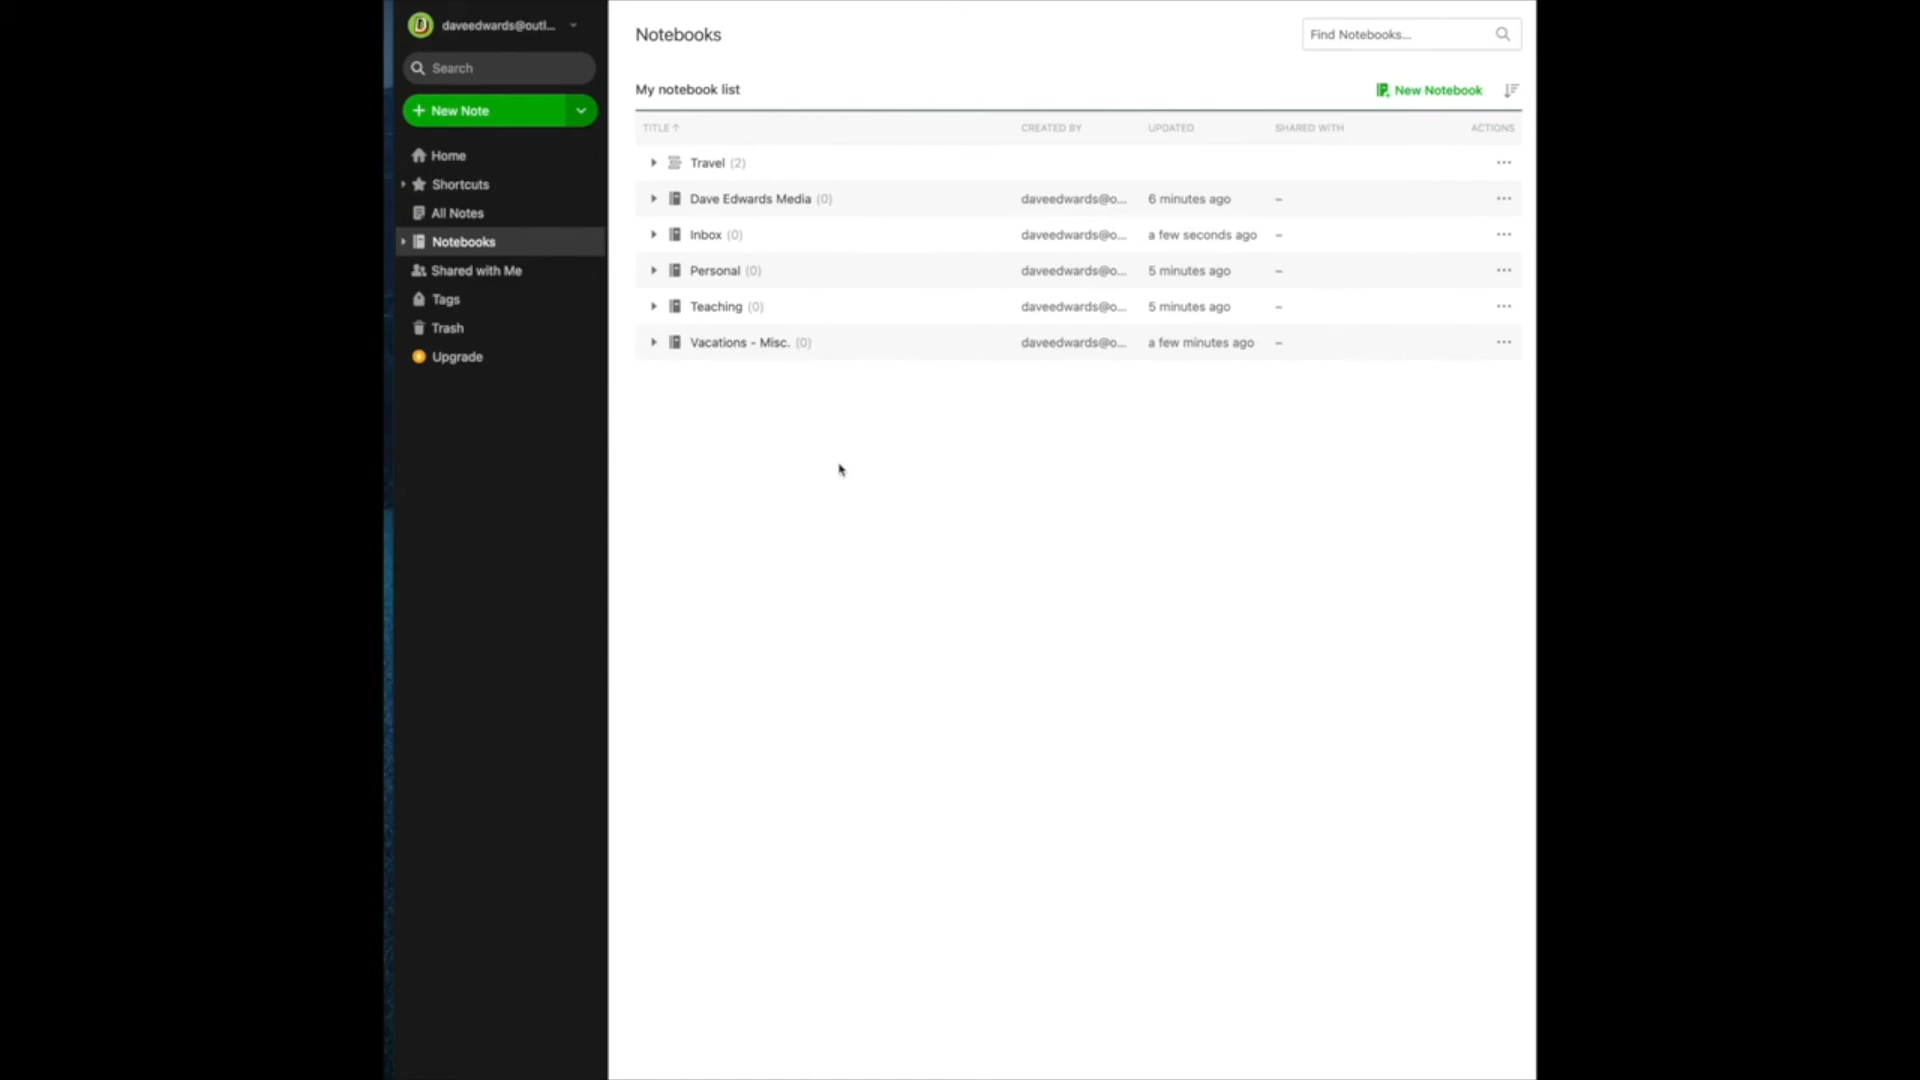 daveedwards@outl...
Search
New Note
Home
Shortcuts
All Notes
Notebooks
Shared with Me
Tags
Trash
Upgrade
Notebooks
Find Notebooks...
My notebook list
New Notebook
TITLE ↑ CREATED BY UPDATED SHARED WITH ACTIONS
Travel (2)
Dave Edwards Media (0) daveedwards@o... 6 minutes ago –
Inbox (0) daveedwards@o... a few seconds ago –
Personal (0) daveedwards@o... 5 minutes ago –
Teaching (0) daveedwards@o... 5 minutes ago –
Vacations - Misc. (0) daveedwards@o... a few minutes ago –